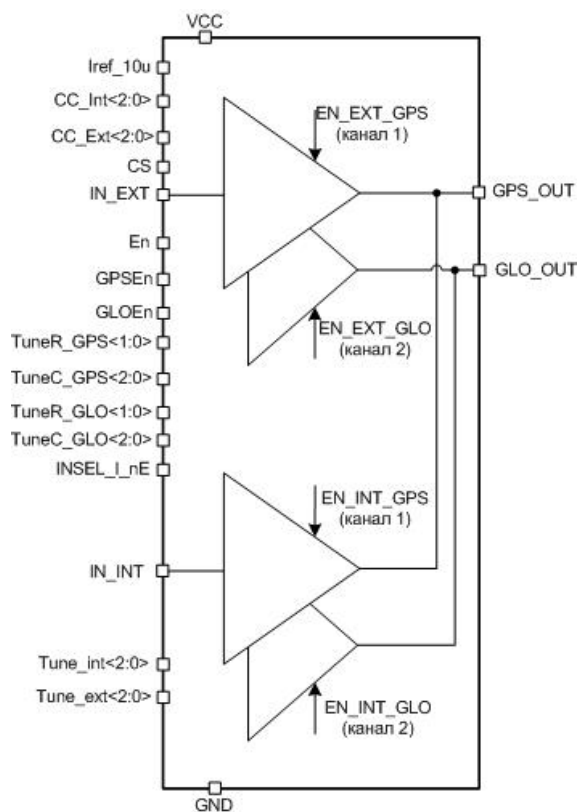 VCC
Iref_10u
CC_Int<2:0>
CC_Ext<2:0>
CS
IN_EXT
En
GPSEn
GLOEn
TuneR_GPS<1:0>
TuneC_GPS<2:0>
TuneR_GLO<1:0>
TuneC_GLO<2:0>
INSEL_I_nE
IN_INT
Tune_int<2:0>
Tune_ext<2:0>
EN_EXT_GPS
(канал 1)
GPS_OUT
GLO_OUT
EN_EXT_GLO
(канал 2)
EN_INT_GPS
(канал 1)
EN_INT_GLO
(канал 2)
GND